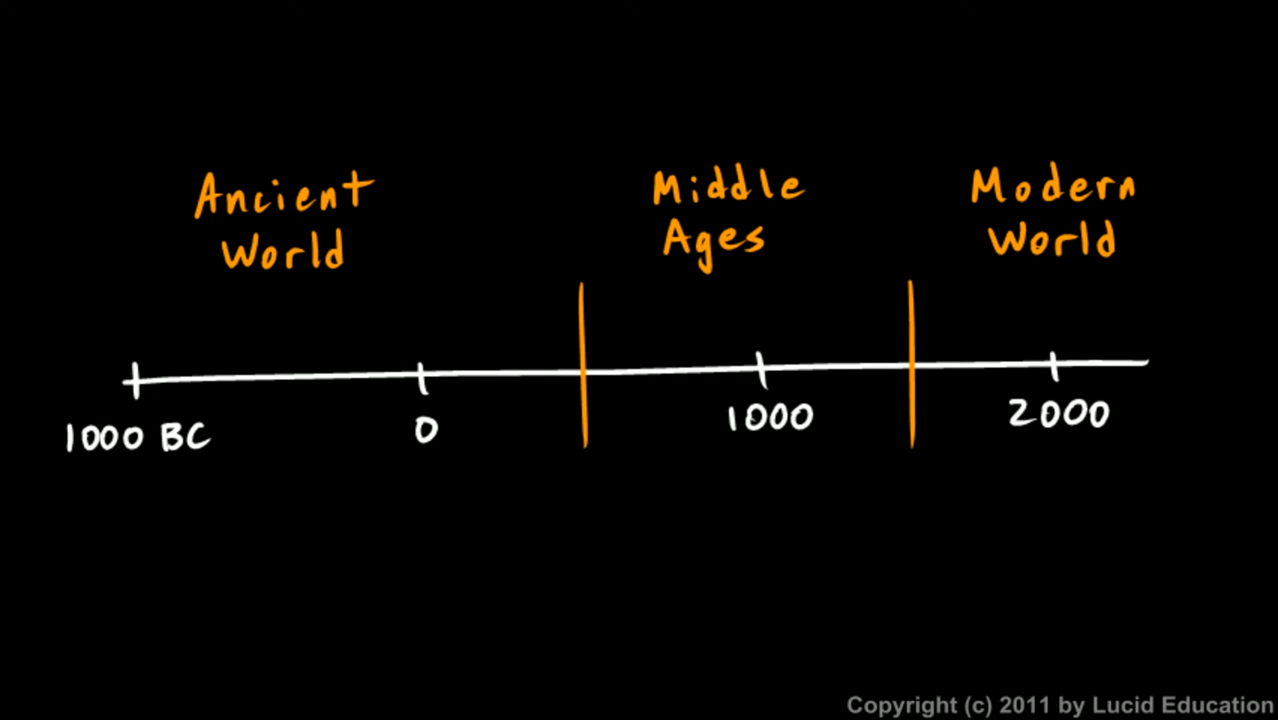 Ancient
World
Middle
Ages
Modern
World
1000 BC
0
1000
2000
Copyright (c) 2011 by Lucid Education